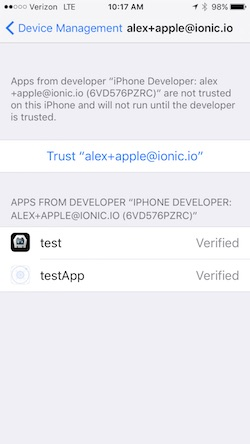 Verizon LTE 10:17 AM 98%
Device Management alex+apple@ionic.io
Apps from developer “iPhone Developer: alex
+apple@ionic.io (6VD576PZRC)” are not trusted
on this iPhone and will not run until the developer
is trusted.
Trust “alex+apple@ionic.io”
APPS FROM DEVELOPER “IPHONE DEVELOPER:
ALEX+APPLE@IONIC.IO (6VD576PZRC)”
test Verified
testApp Verified